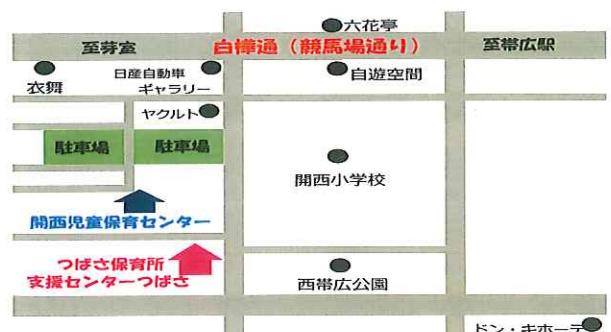 六花亭
至芽室
白樺通（競馬場通り）
至帯広駅
衣舞
日産自動車
ギャラリー
自遊空間
ヤクルト
駐車場
駐車場
開西小学校
開西児童保育センター
つばさ保育所
支援センターつばさ
西帯広公園
ドン・キホーテ